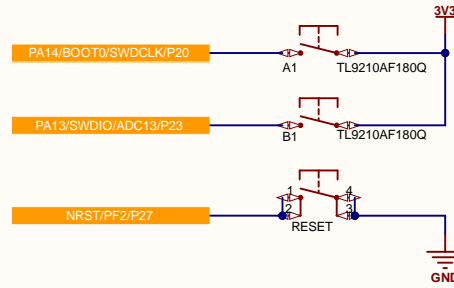 3V3
PA14/BOOT0/SWDCLK/P20
A1
TL9210AF180Q
PA13/SWDIO/ADC13/P23
B1
TL9210AF180Q
1
4
NRST/PF2/P27
2
3
RESET
GND